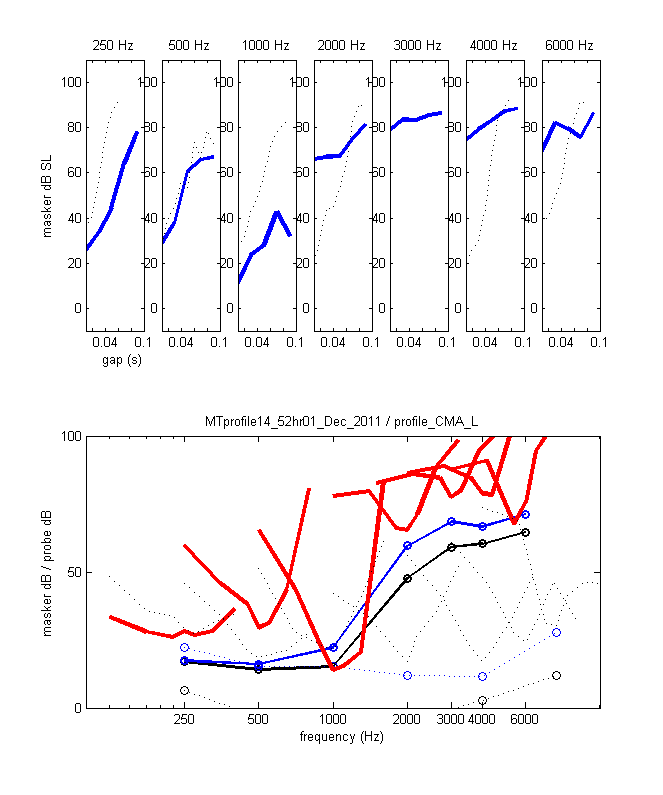 250 Hz 500 Hz 1000 Hz 2000 Hz 3000 Hz 4000 Hz 6000 Hz
100 100 100 100 100 100 100
80 80 80 80 80 80 80
60 60 60 60 60 60 60
masker dB SL
40 40 40 40 40 40 40
20 20 20 20 20 20 20
0 0 0 0 0 0 0
0.04 0.1 0.04 0.1 0.04 0.1 0.04 0.1 0.04 0.1 0.04 0.1 0.04 0.1
gap (s)
MTprofile14_52hr01_Dec_2011 / profile_CMA_L
100
masker dB / probe dB
50
0
250 500 1000 2000 3000 4000 6000
frequency (Hz)